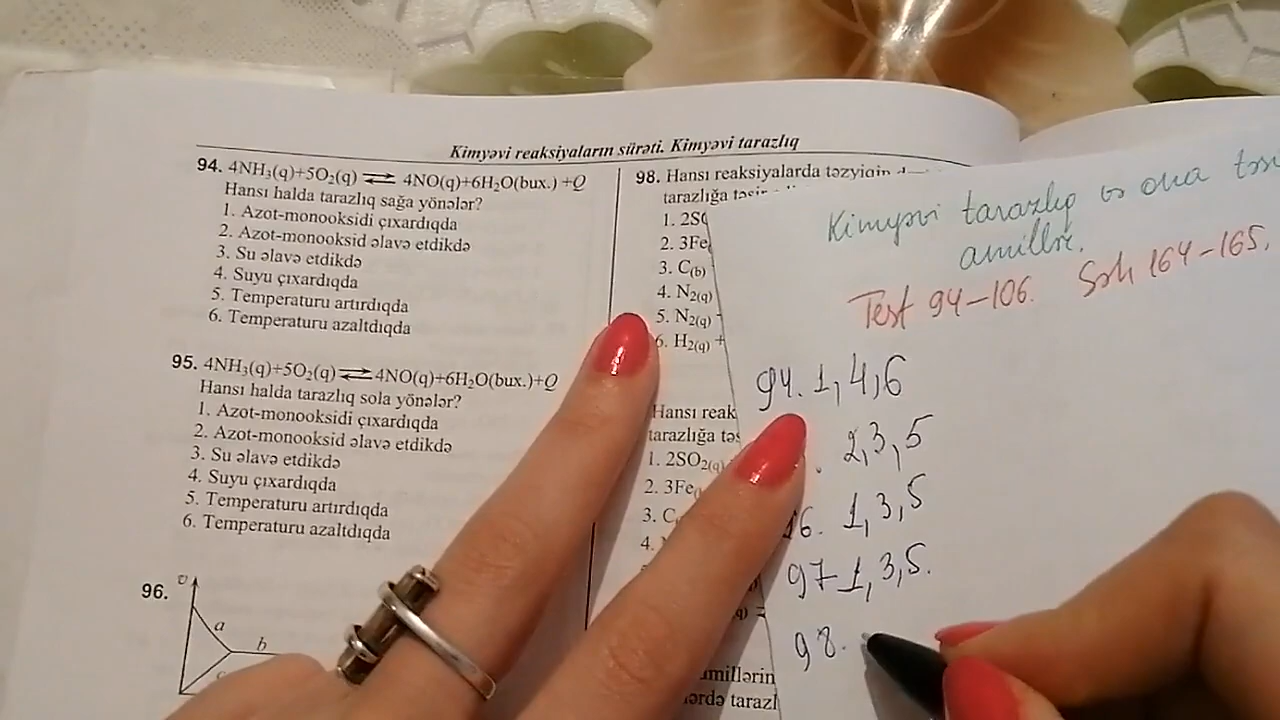 Kimyəvi reaksiyaların sürəti. Kimyəvi tarazlıq
94. 4NH₃(q)+5O₂(q) ⇄ 4NO(q)+6H₂O(bux.) +Q
Hansı halda tarazlıq sağa yönələr?
1. Azot-monooksidi çıxardıqda
2. Azot-monooksid əlavə etdikdə
3. Su əlavə etdikdə
4. Suyu çıxardıqda
5. Temperaturu artırdıqda
6. Temperaturu azaltdıqda
95. 4NH₃(q)+5O₂(q) ⇄ 4NO(q)+6H₂O(bux.)+Q
Hansı halda tarazlıq sola yönələr?
1. Azot-monooksidi çıxardıqda
2. Azot-monooksid əlavə etdikdə
3. Su əlavə etdikdə
4. Suyu çıxardıqda
5. Temperaturu artırdıqda
6. Temperaturu azaltdıqda
96.
υ
a
b
98. Hansı reaksiyalarda təzyiqin
tarazlığa
1. 2S
2. 3Fe
3. C(b)
4. N₂(q)
5. N₂(q)
6. H₂(q) +
Hansı reak
tarazlığa
1. 2SO₂(q)
2. 3Fe
3. C
4.
Kimyəvi tarazlıq və ona
amillər.
Test 94-106. Səh 164-165.
94. 1,4,6
2,3,5
6. 1,3,5
97 1,3,5.
98.